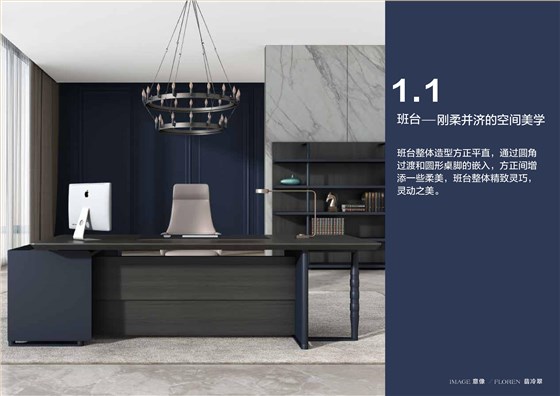 1.1
班台—刚柔并济的空间美学
班台整体造型方正平直，通过圆角
过渡和圆形桌脚的嵌入，方正间增
添一些柔美，班台整体精致灵巧，
灵动之美。
IMAGE 意像 / FLOREN 翡冷翠